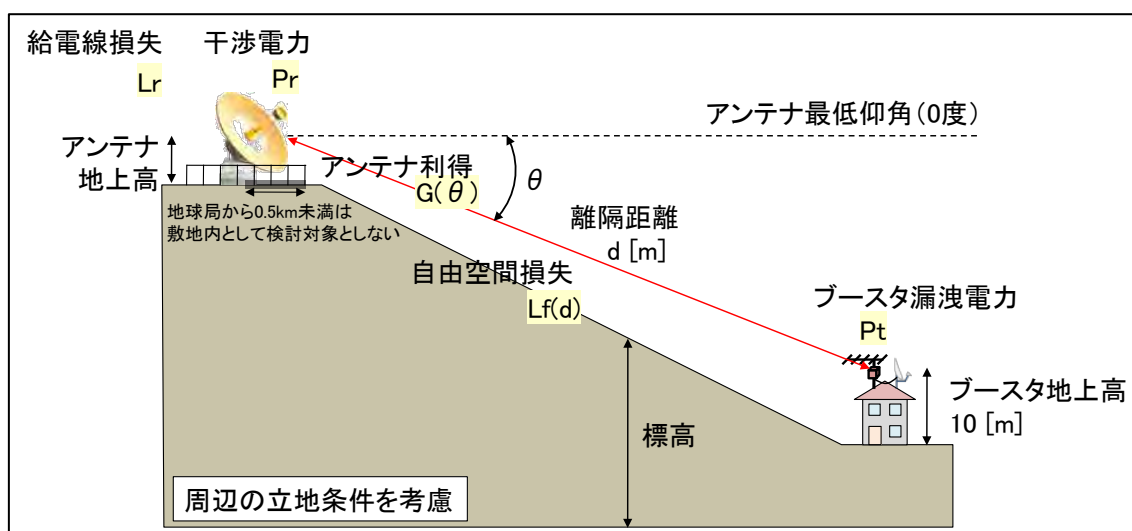 給電線損失
干渉電力
Lr
Pr
アンテナ最低仰角(0度)
アンテナ
地上高
アンテナ利得
G(θ)
θ
地球局から0.5km未満は
敷地内として検討対象としない
離隔距離
d [m]
自由空間損失
Lf(d)
ブースタ漏洩電力
Pt
ブースタ地上高
10 [m]
標高
周辺の立地条件を考慮